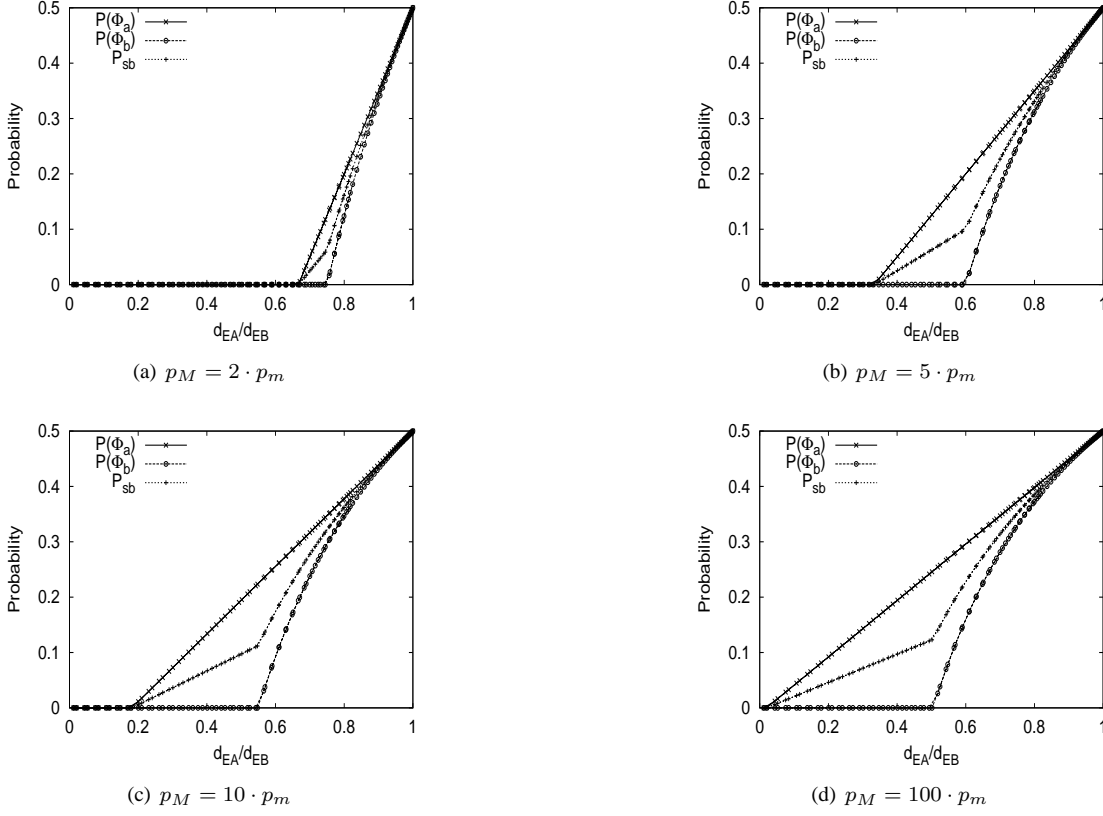 P(Φa)
P(Φb)
Psb
Probability
0.5
0.4
0.3
0.2
0.1
0
0 0.2 0.4 0.6 0.8 1
dEA/dEB
(a) pM = 2 · pm
P(Φa)
P(Φb)
Psb
Probability
0.5
0.4
0.3
0.2
0.1
0
0 0.2 0.4 0.6 0.8 1
dEA/dEB
(b) pM = 5 · pm
P(Φa)
P(Φb)
Psb
Probability
0.5
0.4
0.3
0.2
0.1
0
0 0.2 0.4 0.6 0.8 1
dEA/dEB
(c) pM = 10 · pm
P(Φa)
P(Φb)
Psb
Probability
0.5
0.4
0.3
0.2
0.1
0
0 0.2 0.4 0.6 0.8 1
dEA/dEB
(d) pM = 100 · pm